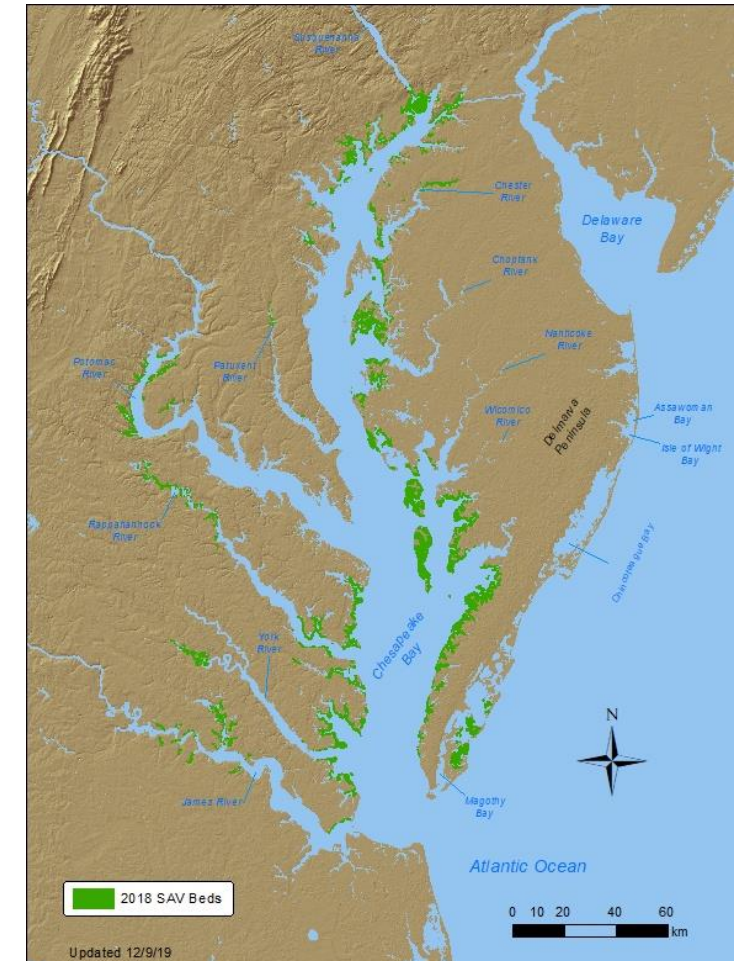 Susquehanna
River
Chester
River
Delaware
Bay
Choptank
River
Nanticoke
River
Potomac
River
Patuxent
River
Wicomico
River
Delmarva
Peninsula
Assawoman
Bay
Isle of Wight
Bay
Rappahannock
River
Chincoteague Bay
York
River
Chesapeake
Bay
N
James River
Magothy
Bay
Atlantic Ocean
2018 SAV Beds
0 10 20 40 60
km
Updated 12/9/19